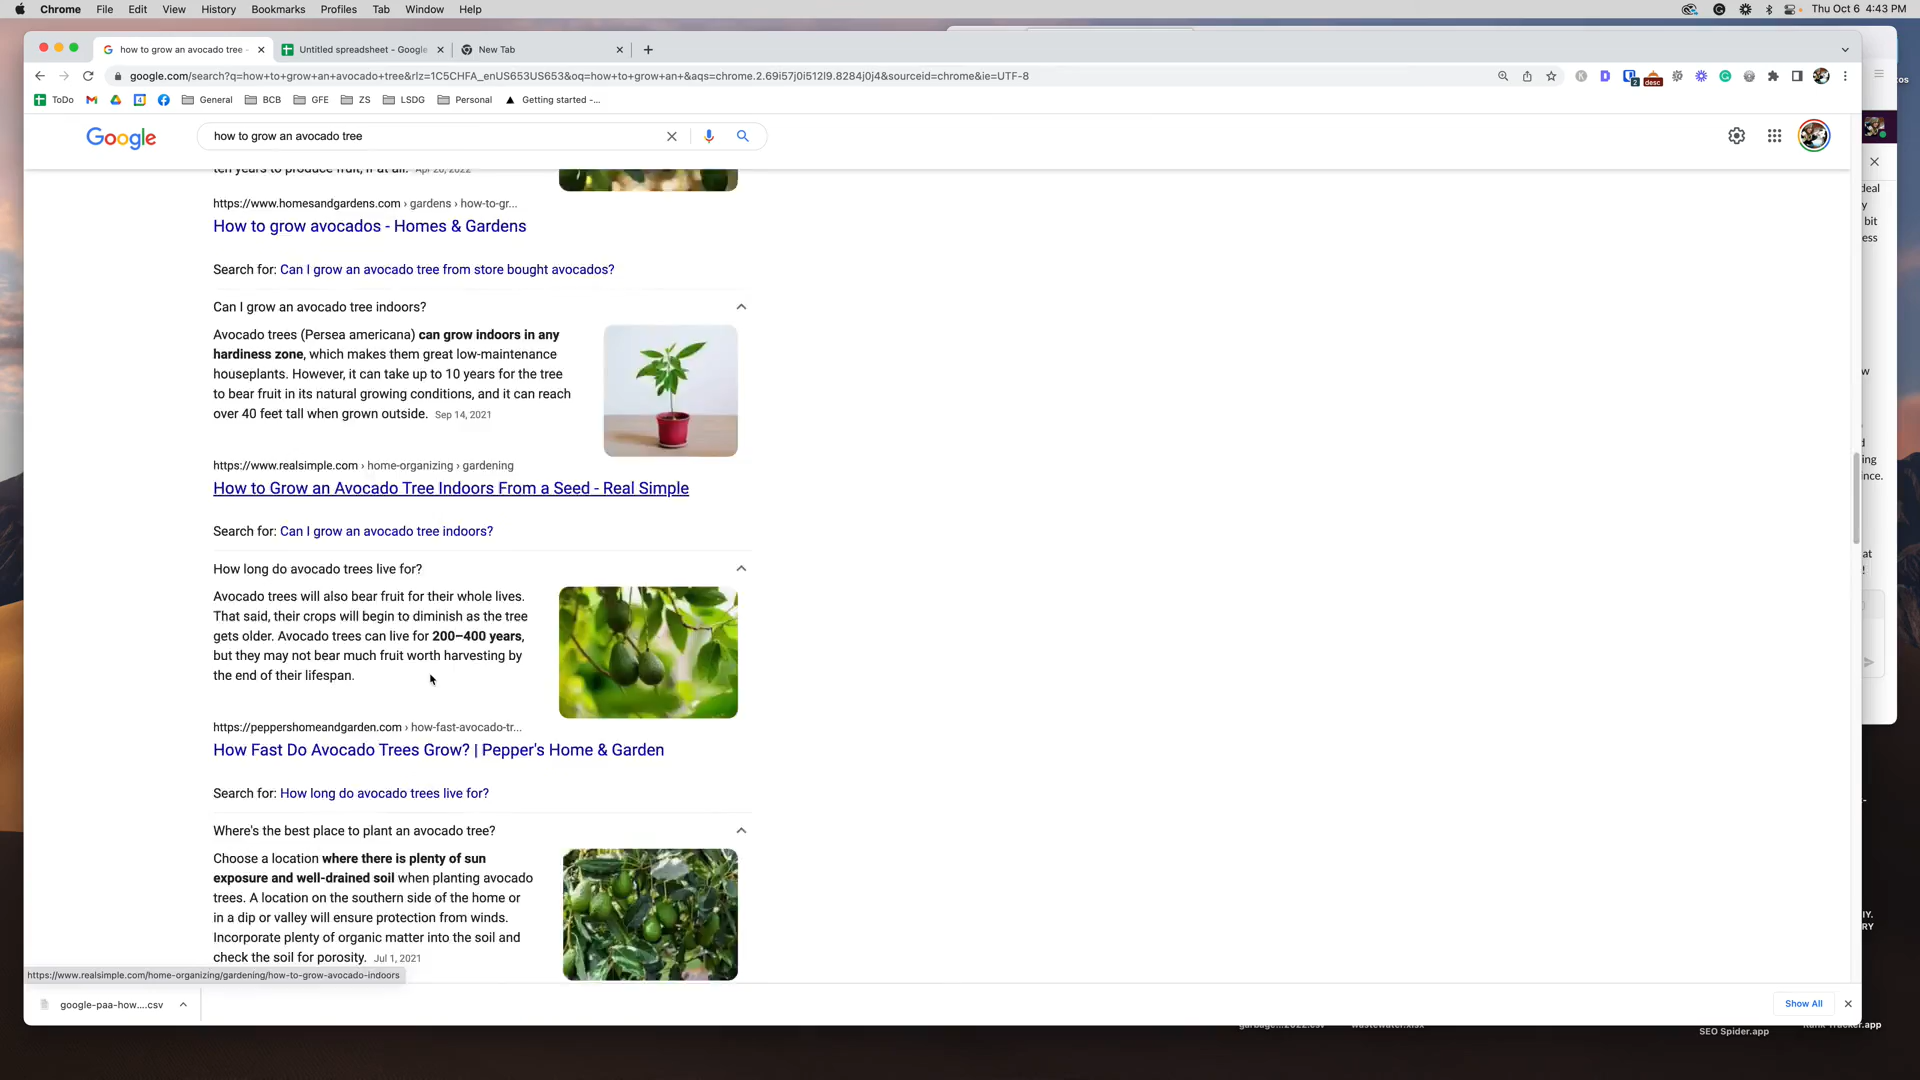 Chrome File Edit View History Bookmarks Profiles Tab Window Help Thu Oct 6 4:43 PM
how to grow an avocado tree - Untitled spreadsheet - Google New Tab
google.com/search?q=how+to+grow+an+avocado+tree&rlz=1C5CHFA_enUS653US653&oq=how+to+grow+an+&aqs=chrome.2.69i57j0i512l9.8284j0j4&sourceid=chrome&ie=UTF-8
ToDo General BCB GFE ZS LSDG Personal Getting started -...
Google how to grow an avocado tree
ten years to produce fruit, if at all. Apr 20, 2022
https://www.homesandgardens.com › gardens › how-to-gr...
How to grow avocados - Homes & Gardens
Search for: Can I grow an avocado tree from store bought avocados?
Can I grow an avocado tree indoors?
Avocado trees (Persea americana) can grow indoors in any
hardiness zone, which makes them great low-maintenance
houseplants. However, it can take up to 10 years for the tree
to bear fruit in its natural growing conditions, and it can reach
over 40 feet tall when grown outside. Sep 14, 2021
https://www.realsimple.com › home-organizing › gardening
How to Grow an Avocado Tree Indoors From a Seed - Real Simple
Search for: Can I grow an avocado tree indoors?
How long do avocado trees live for?
Avocado trees will also bear fruit for their whole lives.
That said, their crops will begin to diminish as the tree
gets older. Avocado trees can live for 200–400 years,
but they may not bear much fruit worth harvesting by
the end of their lifespan.
https://peppershomeandgarden.com › how-fast-avocado-tr...
How Fast Do Avocado Trees Grow? | Pepper's Home & Garden
Search for: How long do avocado trees live for?
Where's the best place to plant an avocado tree?
Choose a location where there is plenty of sun
exposure and well-drained soil when planting avocado
trees. A location on the southern side of the home or
in a dip or valley will ensure protection from winds.
Incorporate plenty of organic matter into the soil and
check the soil for porosity. Jul 1, 2021
https://www.realsimple.com/home-organizing/gardening/how-to-grow-avocado-indoors
google-paa-how....csv Show All
SEO Spider.app